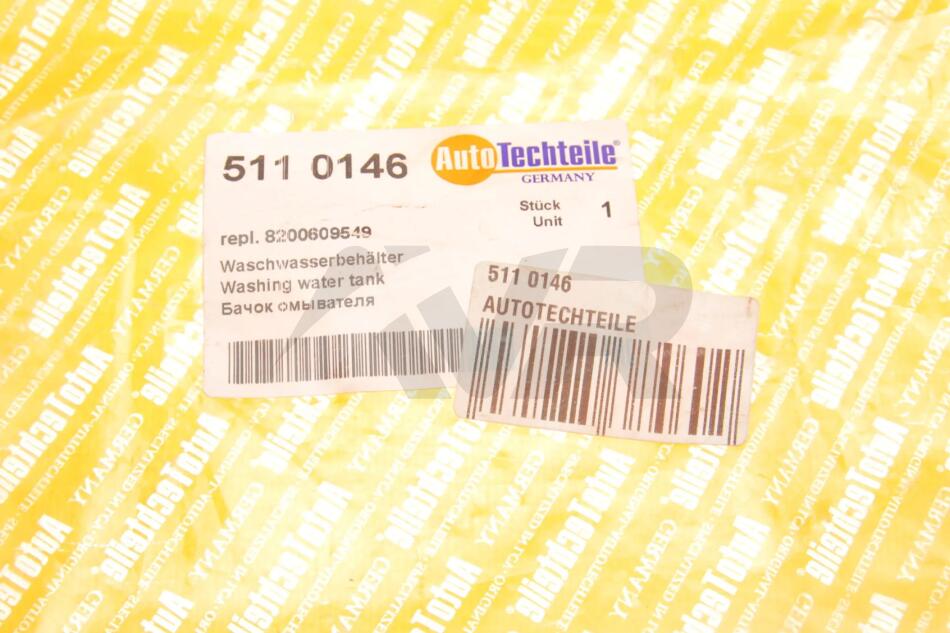 511 0146
AutoTechteile®
GERMANY
Stück
Unit 1
repl. 8200609549
Waschwasserbehälter
Washing water tank
Бачок омывателя
511 0146
AUTOTECHTEILE